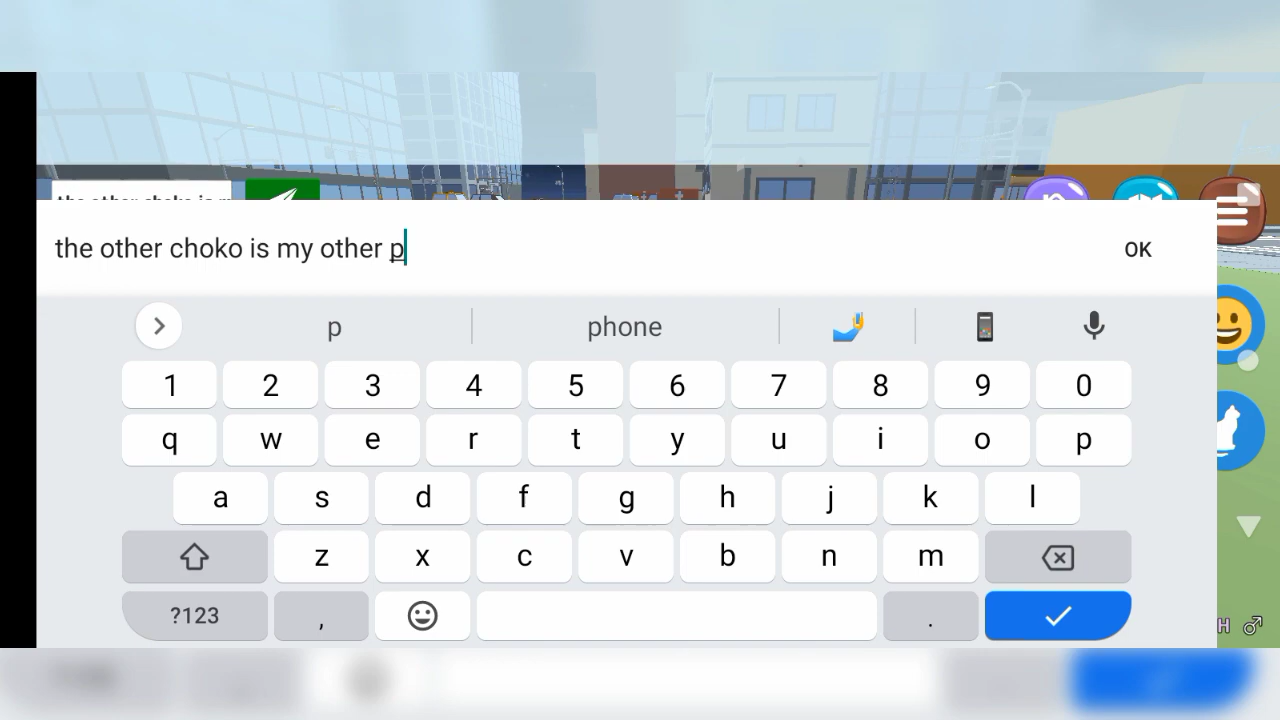 the other choko is my other p
OK
p
phone
1 2 3 4 5 6 7 8 9 0
q w e r t y u i o p
a s d f g h j k l
z x c v b n m
?123 , .
H